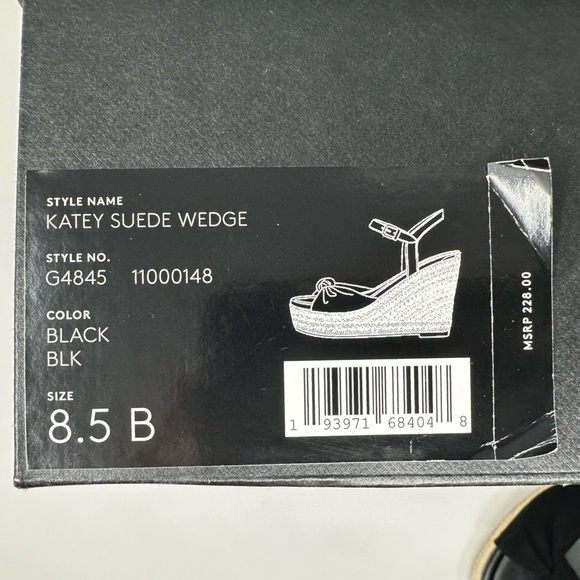 STYLE NAME
KATEY SUEDE WEDGE
STYLE NO.
G4845 11000148
COLOR
BLACK
BLK
SIZE
8.5 B
1 93971 68404 8
MSRP 228.00